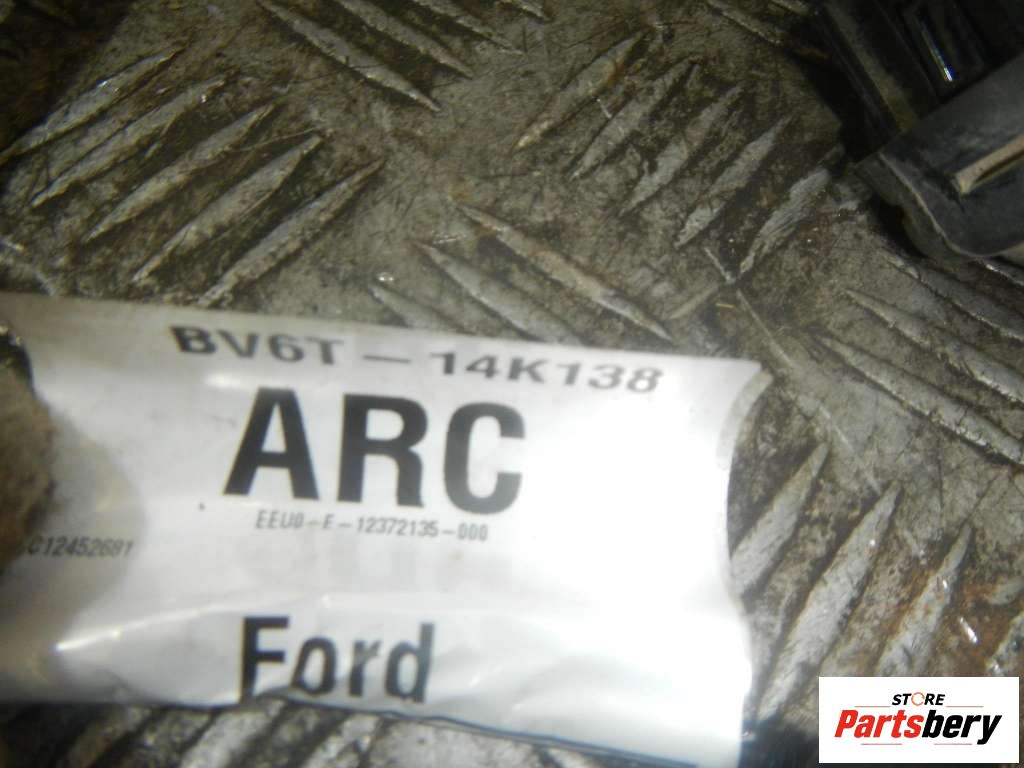 BV6T-14K138
ARC
EEU0-F-12372135-000
C12452681
Ford
STORE
Partsbery